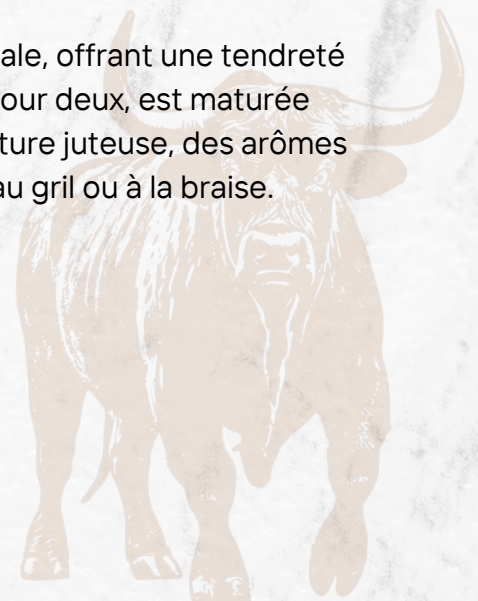 ale, offrant une tendreté
our deux, est maturée
ture juteuse, des arômes
au gril ou à la braise.